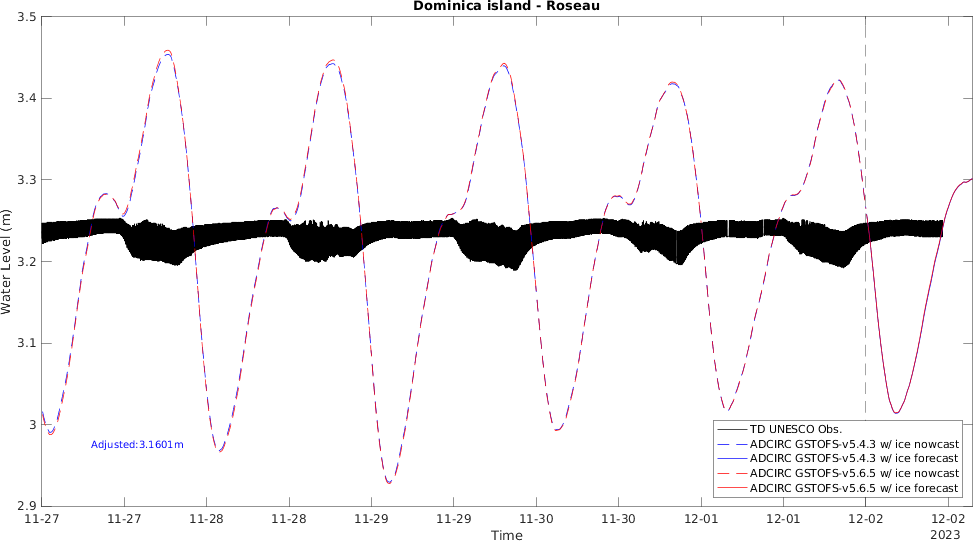 Dominica island - Roseau
3.5
3.4
3.3
3.2
3.1
3
2.9
Water Level (m)
Adjusted:3.1601m
TD UNESCO Obs.
ADCIRC GSTOFS-v5.4.3 w/ ice nowcast
ADCIRC GSTOFS-v5.4.3 w/ ice forecast
ADCIRC GSTOFS-v5.6.5 w/ ice nowcast
ADCIRC GSTOFS-v5.6.5 w/ ice forecast
11-27 11-27 11-28 11-28 11-29 11-29 11-30 11-30 12-01 12-01 12-02 12-02
2023
Time